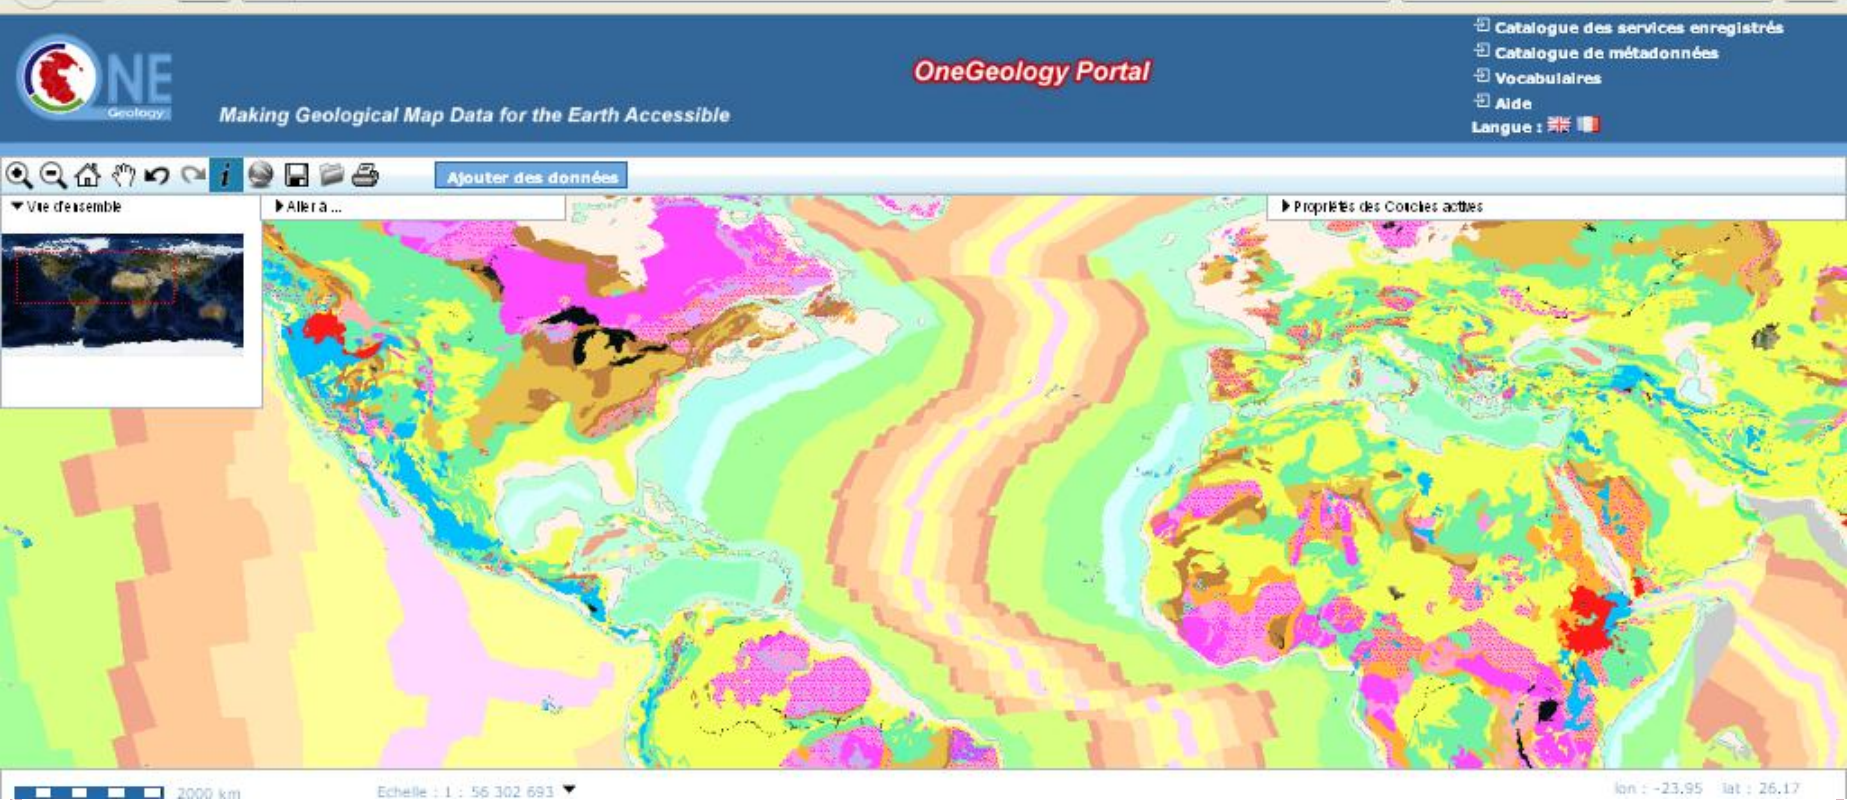 NE
Geology
Making Geological Map Data for the Earth Accessible
OneGeology Portal
Catalogue des services enregistrés
Catalogue de métadonnées
Vocabulaires
Aide
Langue :
i
Ajouter des données
Vue d'ensemble
Aller à ...
Propriétés des Couches actives
2000 km
Echelle : 1 : 56 302 693
lon : -23.95 lat : 26.17